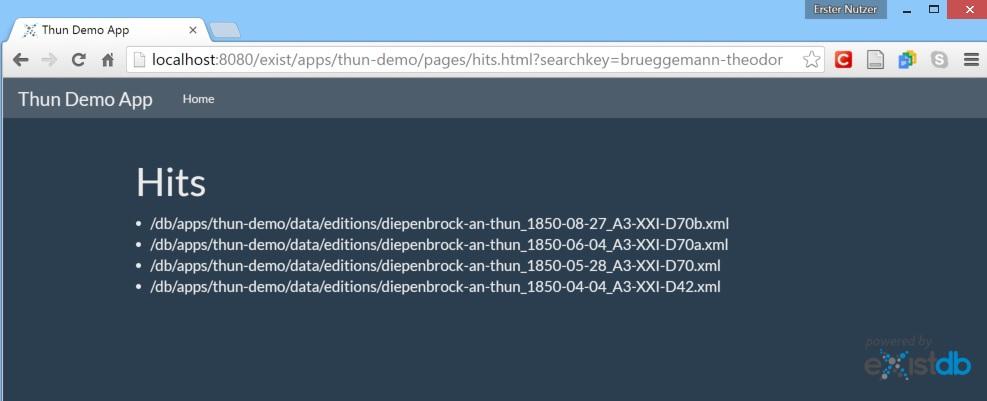 Erster Nutzer
Thun Demo App
localhost:8080/exist/apps/thun-demo/pages/hits.html?searchkey=brueggemann-theodor
Thun Demo App Home
Hits
• /db/apps/thun-demo/data/editions/diepenbrock-an-thun_1850-08-27_A3-XXI-D70b.xml
• /db/apps/thun-demo/data/editions/diepenbrock-an-thun_1850-06-04_A3-XXI-D70a.xml
• /db/apps/thun-demo/data/editions/diepenbrock-an-thun_1850-05-28_A3-XXI-D70.xml
• /db/apps/thun-demo/data/editions/diepenbrock-an-thun_1850-04-04_A3-XXI-D42.xml
powered by
eXistdb